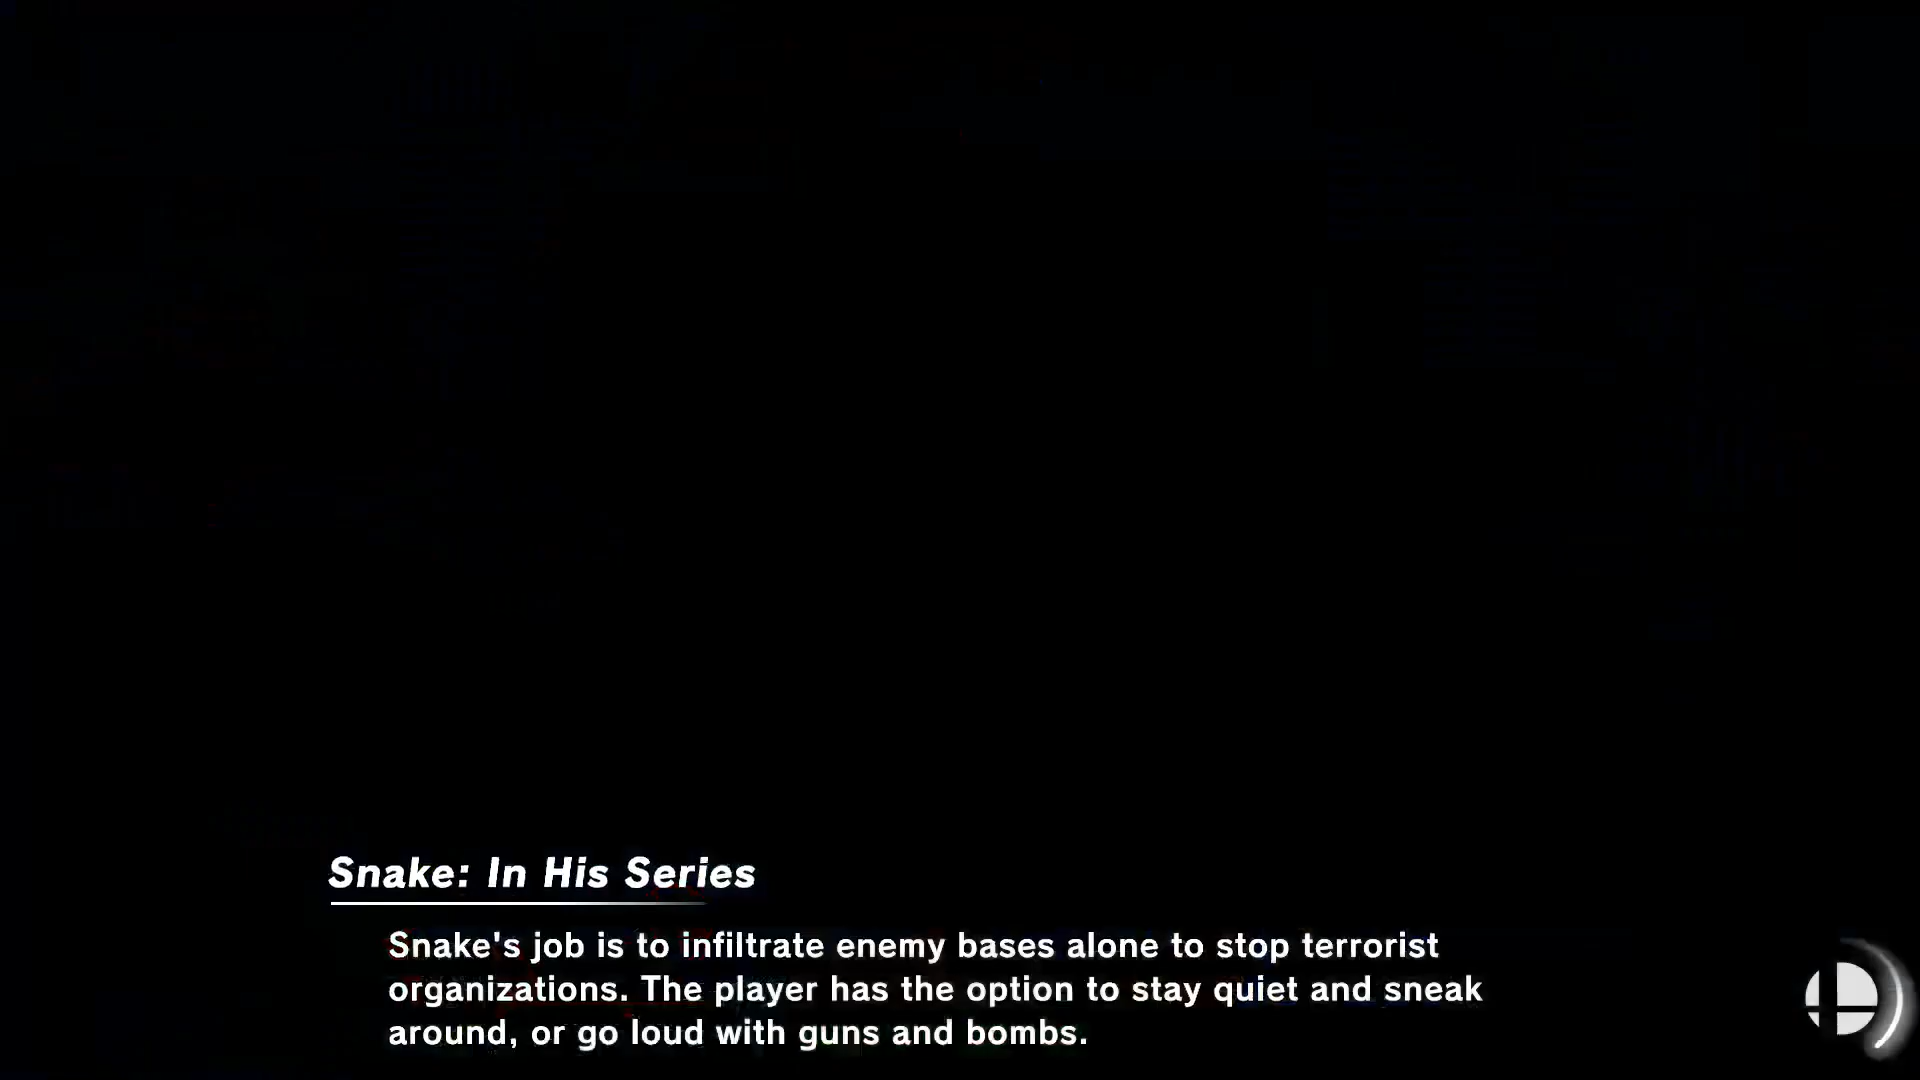 Snake: In His Series
Snake's job is to infiltrate enemy bases alone to stop terrorist
organizations. The player has the option to stay quiet and sneak
around, or go loud with guns and bombs.